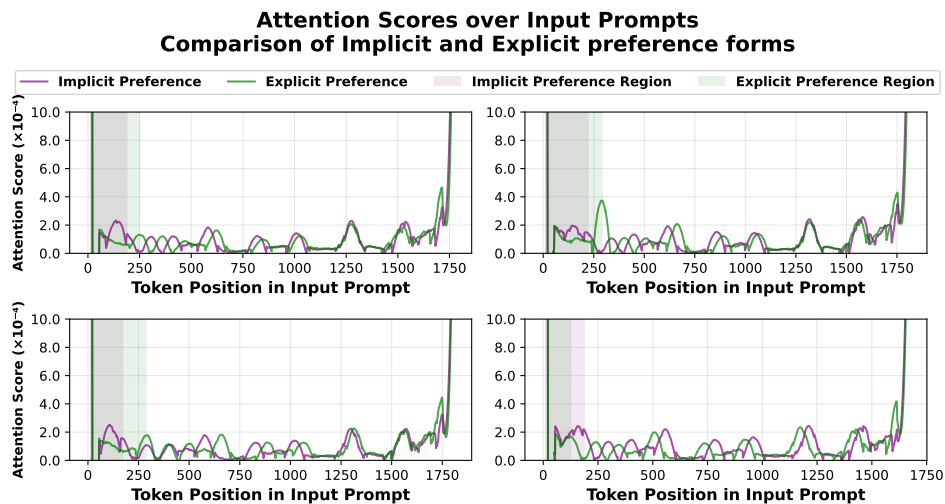 Attention Scores over Input Prompts
Comparison of Implicit and Explicit preference forms
Implicit Preference Explicit Preference Implicit Preference Region Explicit Preference Region
Attention Score (×10⁻⁴)
10.0
8.0
6.0
4.0
2.0
0.0
0 250 500 750 1000 1250 1500 1750
Token Position in Input Prompt
10.0
8.0
6.0
4.0
2.0
0.0
0 250 500 750 1000 1250 1500 1750
Token Position in Input Prompt
Attention Score (×10⁻⁴)
10.0
8.0
6.0
4.0
2.0
0.0
0 250 500 750 1000 1250 1500 1750
Token Position in Input Prompt
10.0
8.0
6.0
4.0
2.0
0.0
0 250 500 750 1000 1250 1500 1750
Token Position in Input Prompt